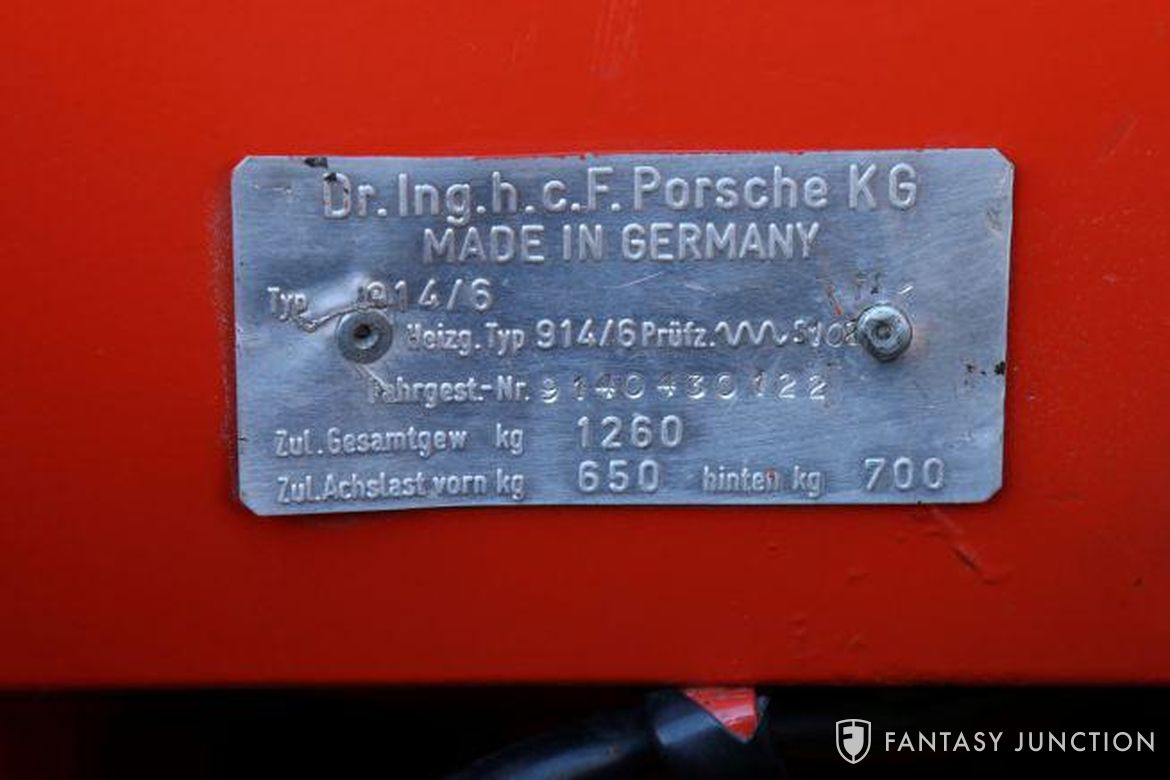 Dr.Ing.h.c.F.Porsche KG
MADE IN GERMANY
Typ 914/6
Heizg.Typ 914/6 Prüfz.
Fahrgest.-Nr. 9140430122
Zul.Gesamtgew kg 1260
Zul.Achslast vorn kg 650 hinten kg 700
FANTASY JUNCTION